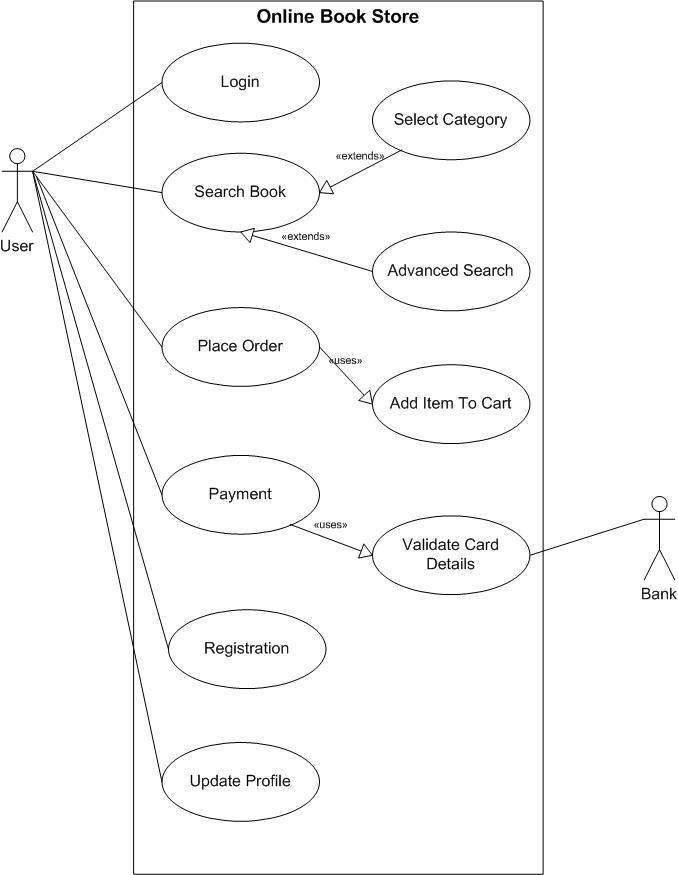 Online Book Store
Login
Select Category
«extends»
Search Book
User
«extends»
Advanced Search
Place Order
«uses»
Add Item To Cart
Payment
«uses»
Validate Card
Details
Bank
Registration
Update Profile